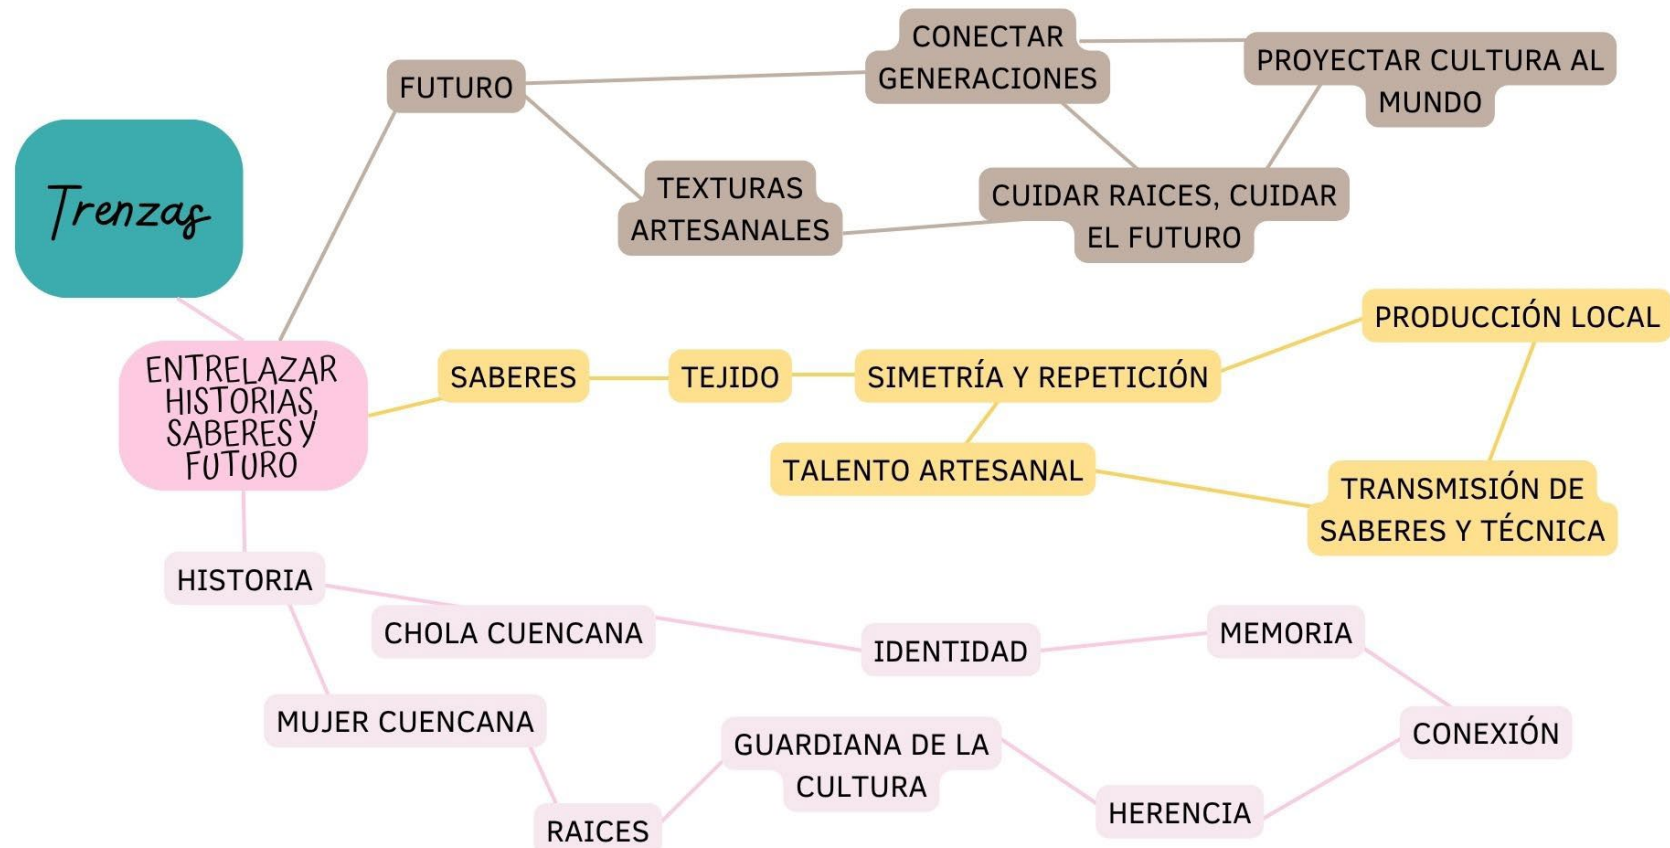 Trenzas
ENTRELAZAR
HISTORIAS,
SABERES Y
FUTURO
FUTURO
CONECTAR
GENERACIONES
PROYECTAR CULTURA AL
MUNDO
TEXTURAS
ARTESANALES
CUIDAR RAICES, CUIDAR
EL FUTURO
SABERES
TEJIDO
SIMETRÍA Y REPETICIÓN
PRODUCCIÓN LOCAL
TALENTO ARTESANAL
TRANSMISIÓN DE
SABERES Y TÉCNICA
HISTORIA
CHOLA CUENCANA
IDENTIDAD
MEMORIA
CONEXIÓN
MUJER CUENCANA
RAICES
GUARDIANA DE LA
CULTURA
HERENCIA